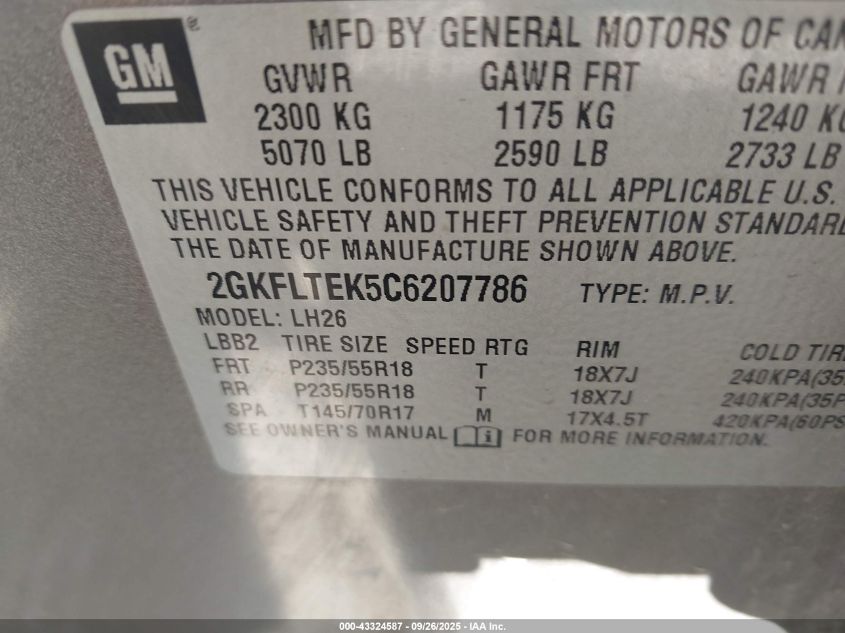 GM ®
MFD BY GENERAL MOTORS OF CAN
GVWR GAWR FRT GAWR
2300 KG 1175 KG 1240 KG
5070 LB 2590 LB 2733 LB
THIS VEHICLE CONFORMS TO ALL APPLICABLE U.S.
VEHICLE SAFETY AND THEFT PREVENTION STANDARD
THE DATE OF MANUFACTURE SHOWN ABOVE.
2GKFLTEK5C6207786 TYPE: M.P.V.
MODEL: LH26
LBB2 TIRE SIZE SPEED RTG RIM COLD TIRE
FRT P235/55R18 T 18X7J 240KPA(35
RR P235/55R18 T 18X7J 240KPA(35P
SPA T145/70R17 M 17X4.5T 420KPA(60PS
SEE OWNER'S MANUAL FOR MORE INFORMATION.
000-43324587 - 09/26/2025 - IAA Inc.